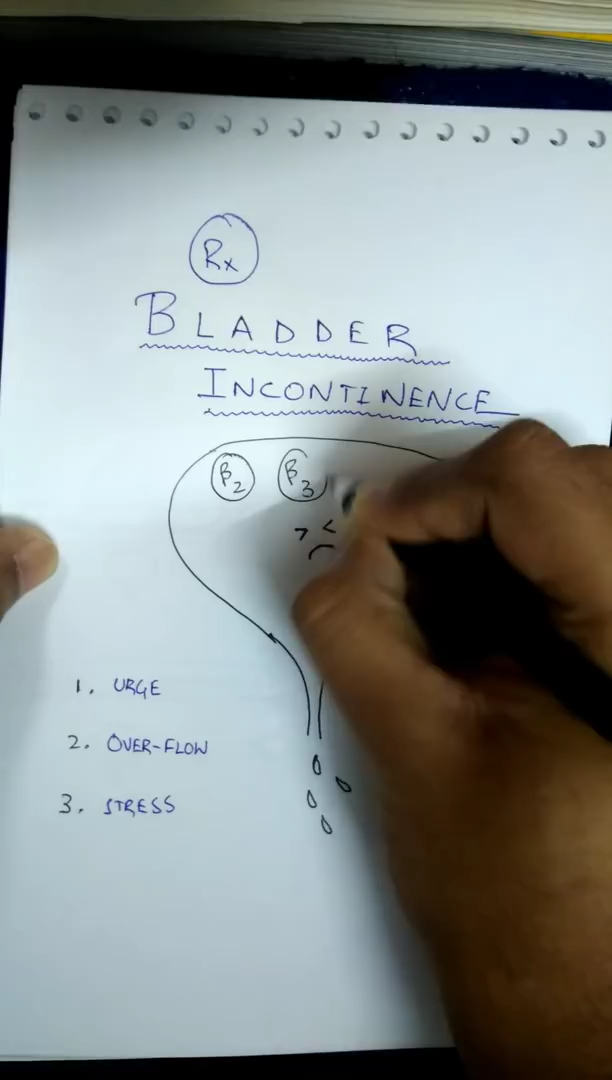 Rx
BLADDER
INCONTINENCE
β2 β3
1. URGE
2. OVER-FLOW
3. STRESS